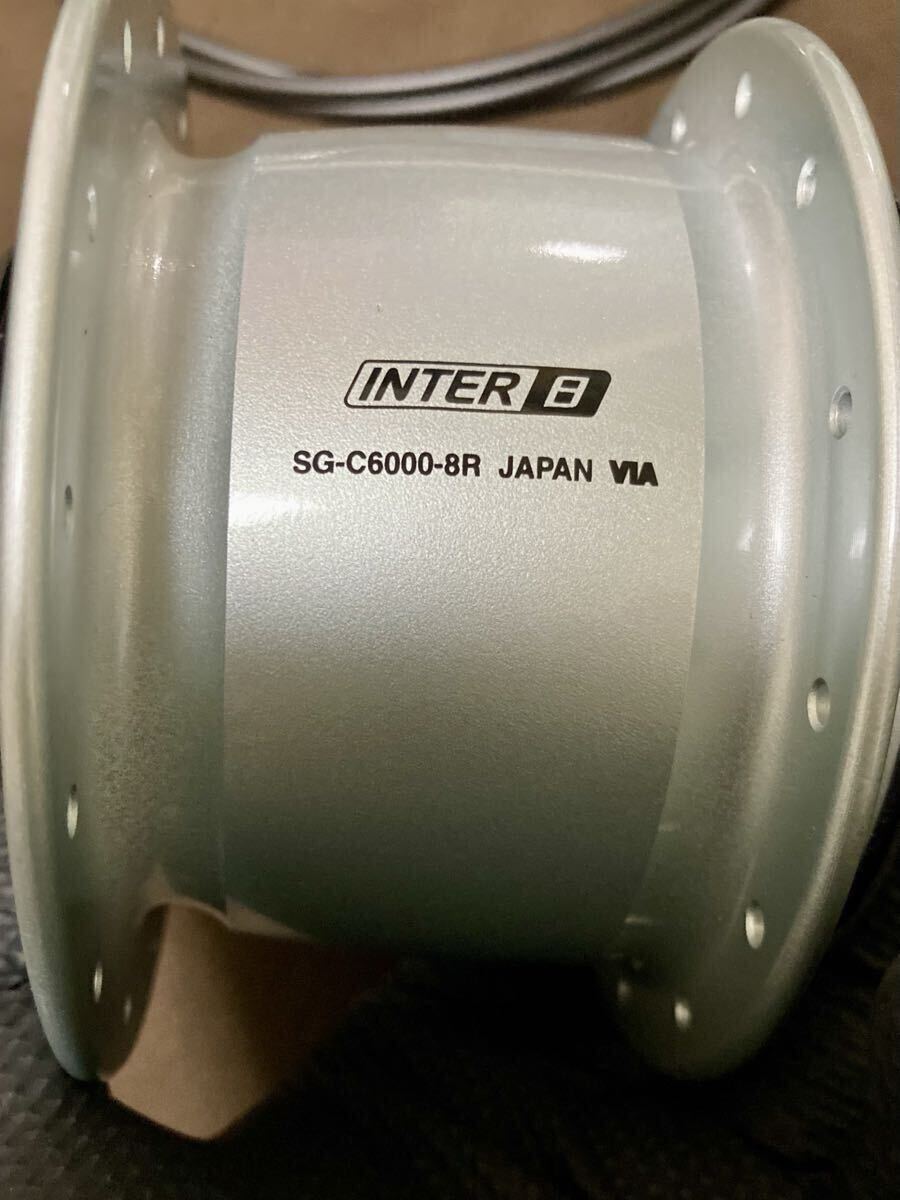 INTER 8
SG-C6000-8R JAPAN VIA